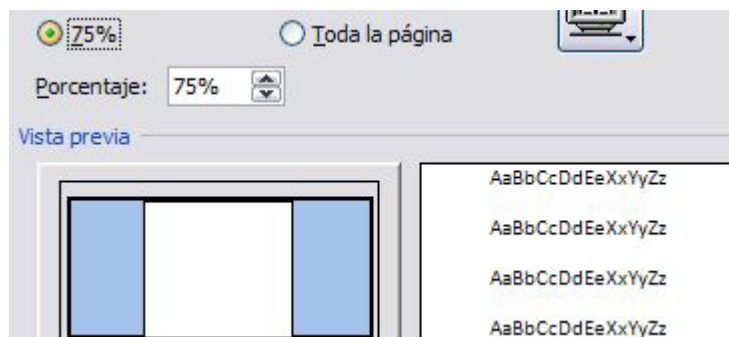 75% Toda la página
Porcentaje: 75%
Vista previa
AaBbCcDdEeXxYyZz
AaBbCcDdEeXxYyZz
AaBbCcDdEeXxYyZz
AaBbCcDdEeXxYyZz